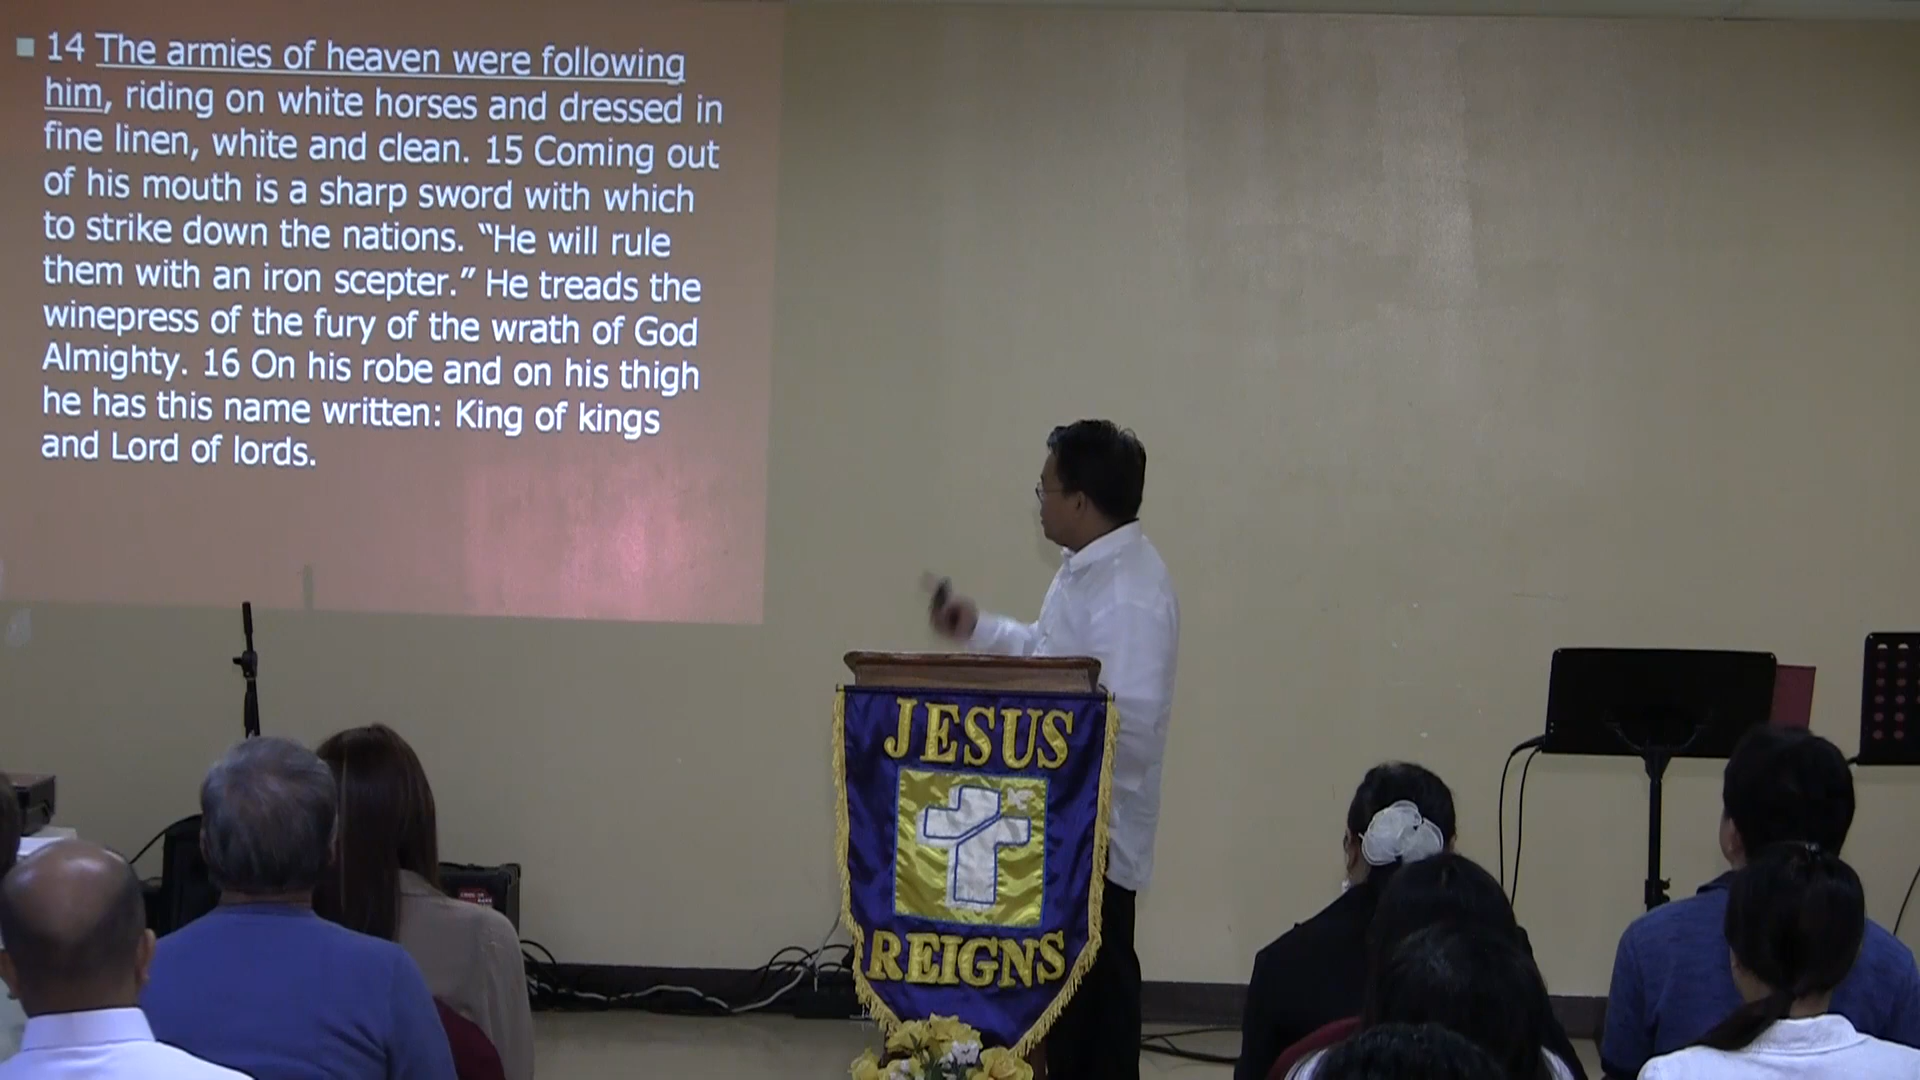 14 The armies of heaven were following
him, riding on white horses and dressed in
fine linen, white and clean. 15 Coming out
of his mouth is a sharp sword with which
to strike down the nations. “He will rule
them with an iron scepter.” He treads the
winepress of the fury of the wrath of God
Almighty. 16 On his robe and on his thigh
he has this name written: King of kings
and Lord of lords.
JESUS
REIGNS